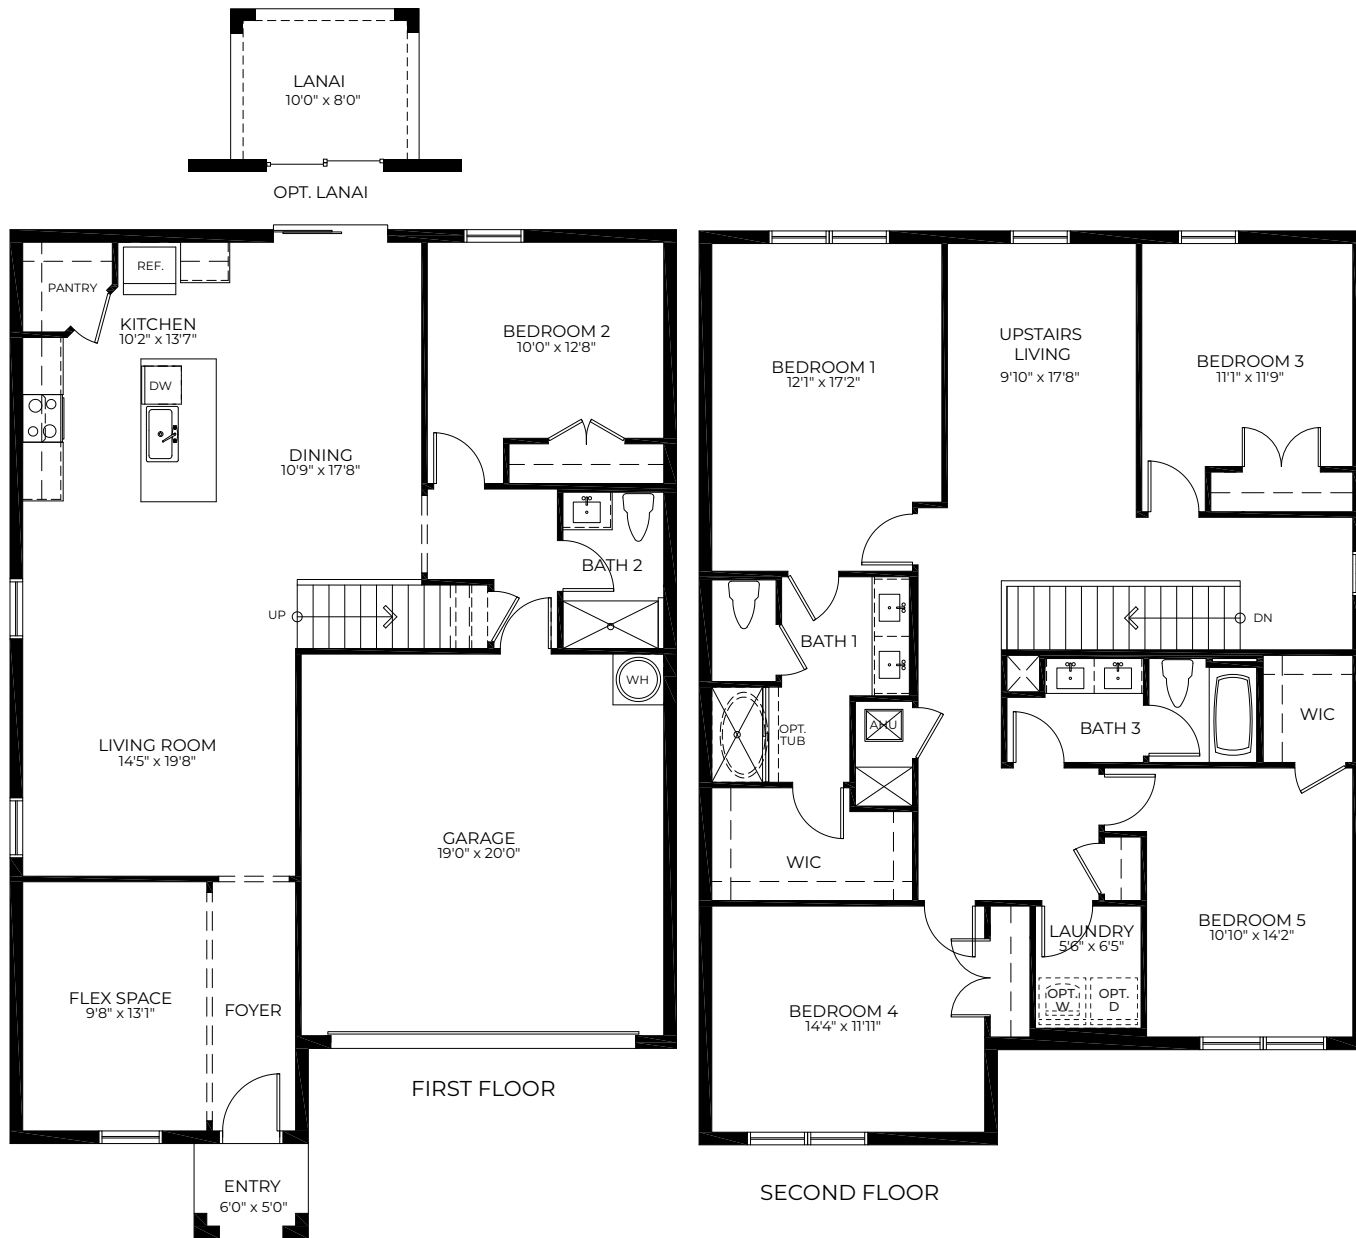 LANAI
10'0" x 8'0"
OPT. LANAI
PANTRY
REF.
KITCHEN
10'2" x 13'7"
DW
BEDROOM 2
10'0" x 12'8"
DINING
10'9" x 17'8"
BATH 2
UP
WH
LIVING ROOM
14'5" x 19'8"
GARAGE
19'0" x 20'0"
FLEX SPACE
9'8" x 13'1"
FOYER
ENTRY
6'0" x 5'0"
FIRST FLOOR
BEDROOM 1
12'1" x 17'2"
UPSTAIRS
LIVING
9'10" x 17'8"
BEDROOM 3
11'1" x 11'9"
BATH 1
DN
OPT.
TUB
AHU
BATH 3
WIC
WIC
BEDROOM 5
10'10" x 14'2"
LAUNDRY
5'6" x 6'5"
OPT.
W
OPT.
D
BEDROOM 4
14'4" x 11'11"
SECOND FLOOR